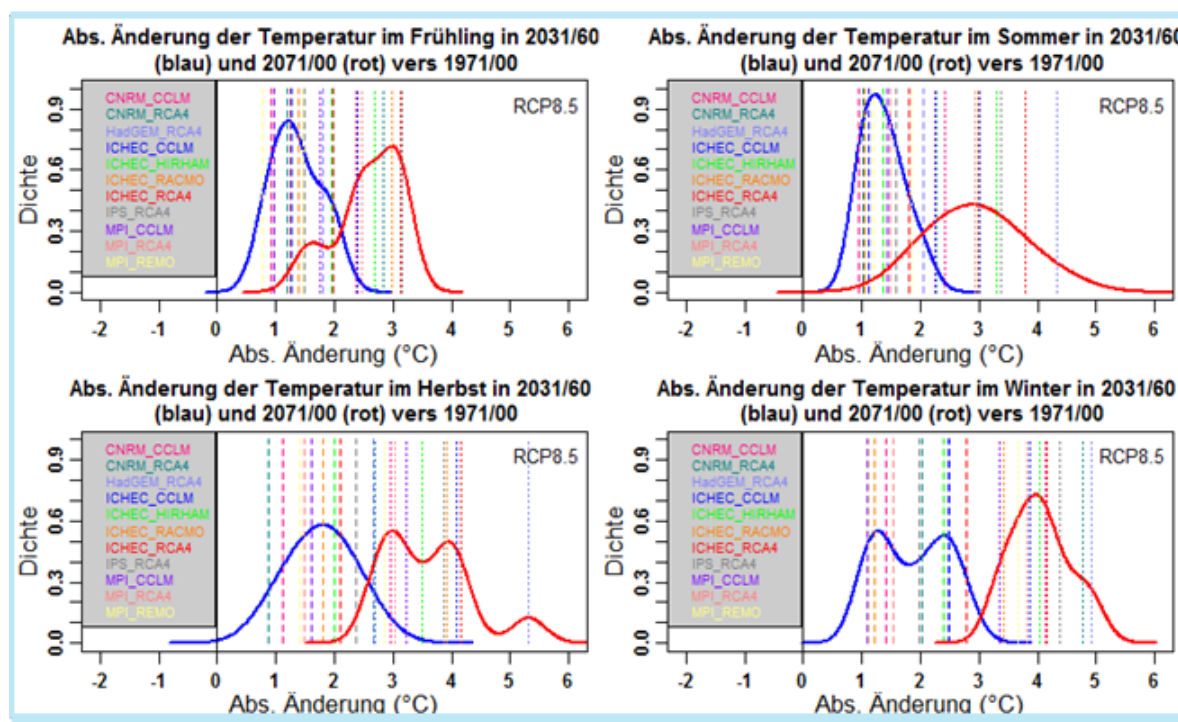 Abs. Änderung der Temperatur im Frühling in 2031/60
(blau) und 2071/00 (rot) vers 1971/00
0.0 0.3 0.6 0.9
Dichte
CNRM_CCLM
CNRM_RCA4
HadGEM_RCA4
ICHEC_CCLM
ICHEC_HIRHAM
ICHEC_RACMO
ICHEC_RCA4
IPS_RCA4
MPI_CCLM
MPI_RCA4
MPI_REMO
RCP8.5
-2 -1 0 1 2 3 4 5 6
Abs. Änderung (°C)
Abs. Änderung der Temperatur im Sommer in 2031/60
(blau) und 2071/00 (rot) vers 1971/00
0.0 0.3 0.6 0.9
Dichte
CNRM_CCLM
CNRM_RCA4
HadGEM_RCA4
ICHEC_CCLM
ICHEC_HIRHAM
ICHEC_RACMO
ICHEC_RCA4
IPS_RCA4
MPI_CCLM
MPI_RCA4
MPI_REMO
RCP8.5
-2 -1 0 1 2 3 4 5 6
Abs. Änderung (°C)
Abs. Änderung der Temperatur im Herbst in 2031/60
(blau) und 2071/00 (rot) vers 1971/00
0.0 0.3 0.6 0.9
Dichte
CNRM_CCLM
CNRM_RCA4
HadGEM_RCA4
ICHEC_CCLM
ICHEC_HIRHAM
ICHEC_RACMO
ICHEC_RCA4
IPS_RCA4
MPI_CCLM
MPI_RCA4
MPI_REMO
RCP8.5
-2 -1 0 1 2 3 4 5 6
Abs. Änderung (°C)
Abs. Änderung der Temperatur im Winter in 2031/60
(blau) und 2071/00 (rot) vers 1971/00
0.0 0.3 0.6 0.9
Dichte
CNRM_CCLM
CNRM_RCA4
HadGEM_RCA4
ICHEC_CCLM
ICHEC_HIRHAM
ICHEC_RACMO
ICHEC_RCA4
IPS_RCA4
MPI_CCLM
MPI_RCA4
MPI_REMO
RCP8.5
-2 -1 0 1 2 3 4 5 6
Abs. Änderung (°C)